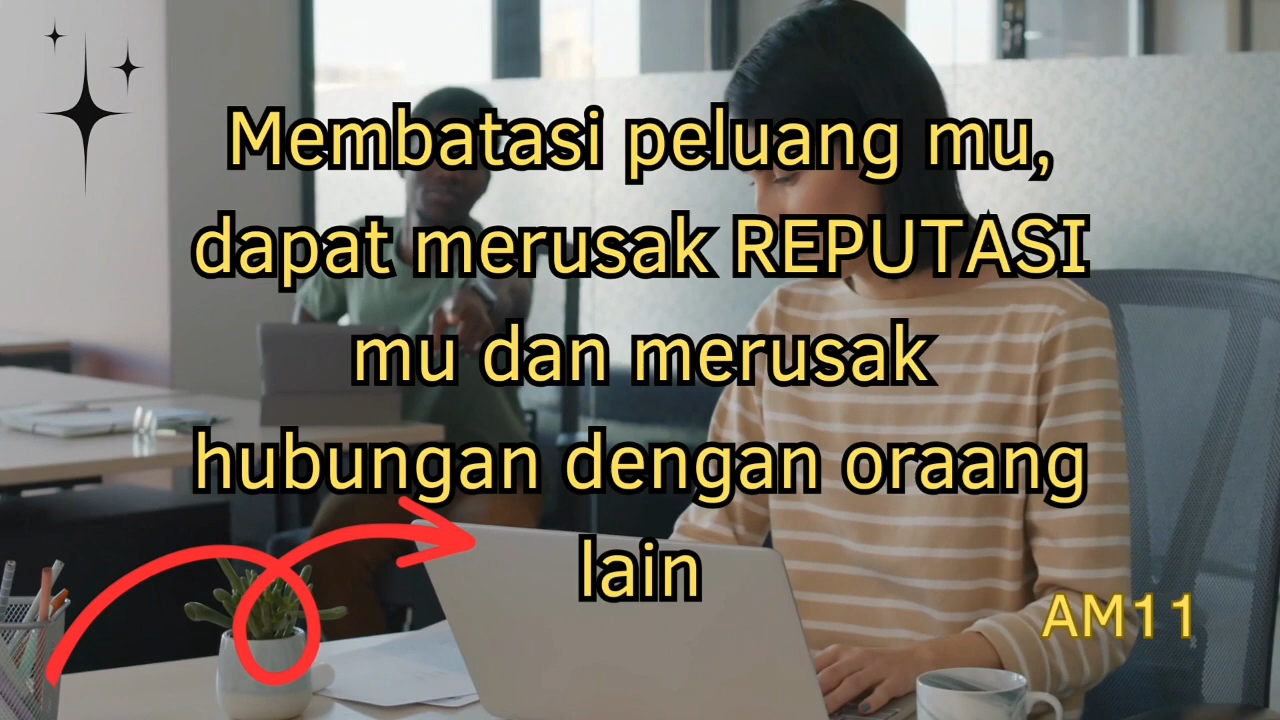 Membatasi peluang mu,
dapat merusak REPUTASI
mu dan merusak
hubungan dengan oraang
lain
AM11